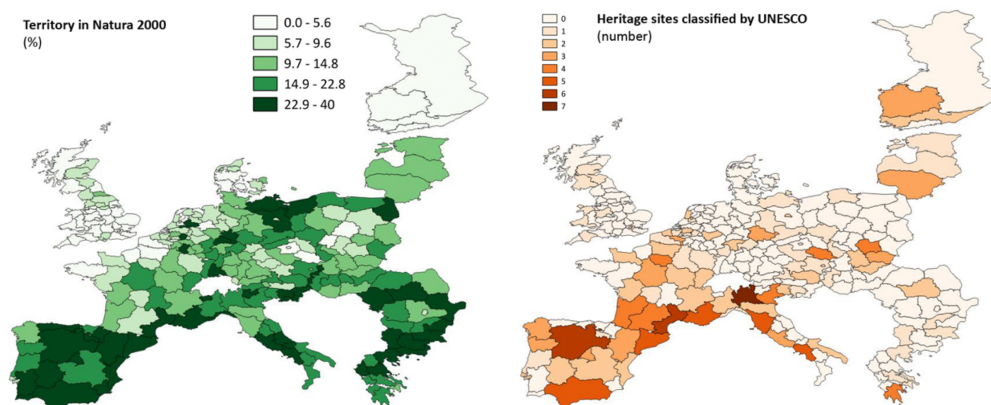 Territory in Natura 2000
(%)
0.0 - 5.6
5.7 - 9.6
9.7 - 14.8
14.9 - 22.8
22.9 - 40
Heritage sites classified by UNESCO
(number)
0
1
2
3
4
5
6
7